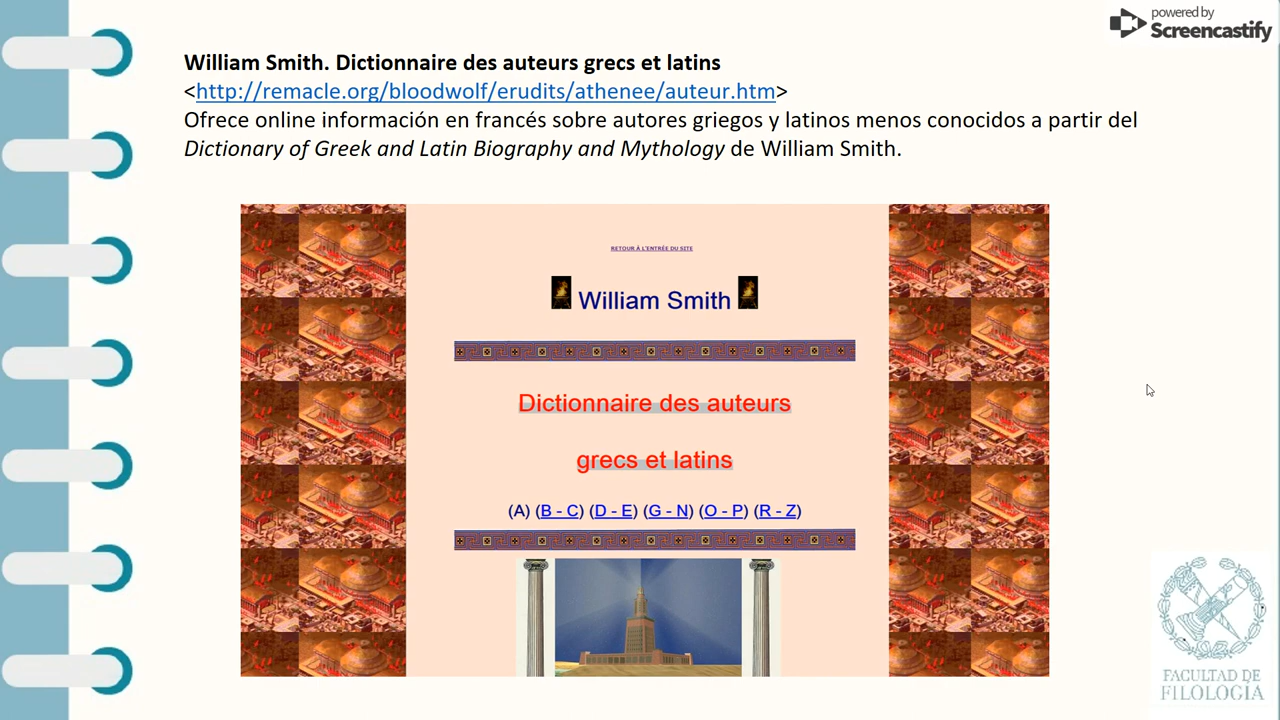 powered by
Screencastify
William Smith. Dictionnaire des auteurs grecs et latins
<http://remacle.org/bloodwolf/erudits/athenee/auteur.htm>
Ofrece online información en francés sobre autores griegos y latinos menos conocidos a partir del
Dictionary of Greek and Latin Biography and Mythology de William Smith.
RETOUR À L'ENTRÉE DU SITE
William Smith
Dictionnaire des auteurs
grecs et latins
(A) (B - C) (D - E) (G - N) (O - P) (R - Z)
FACULTAD DE
FILOLOGIA